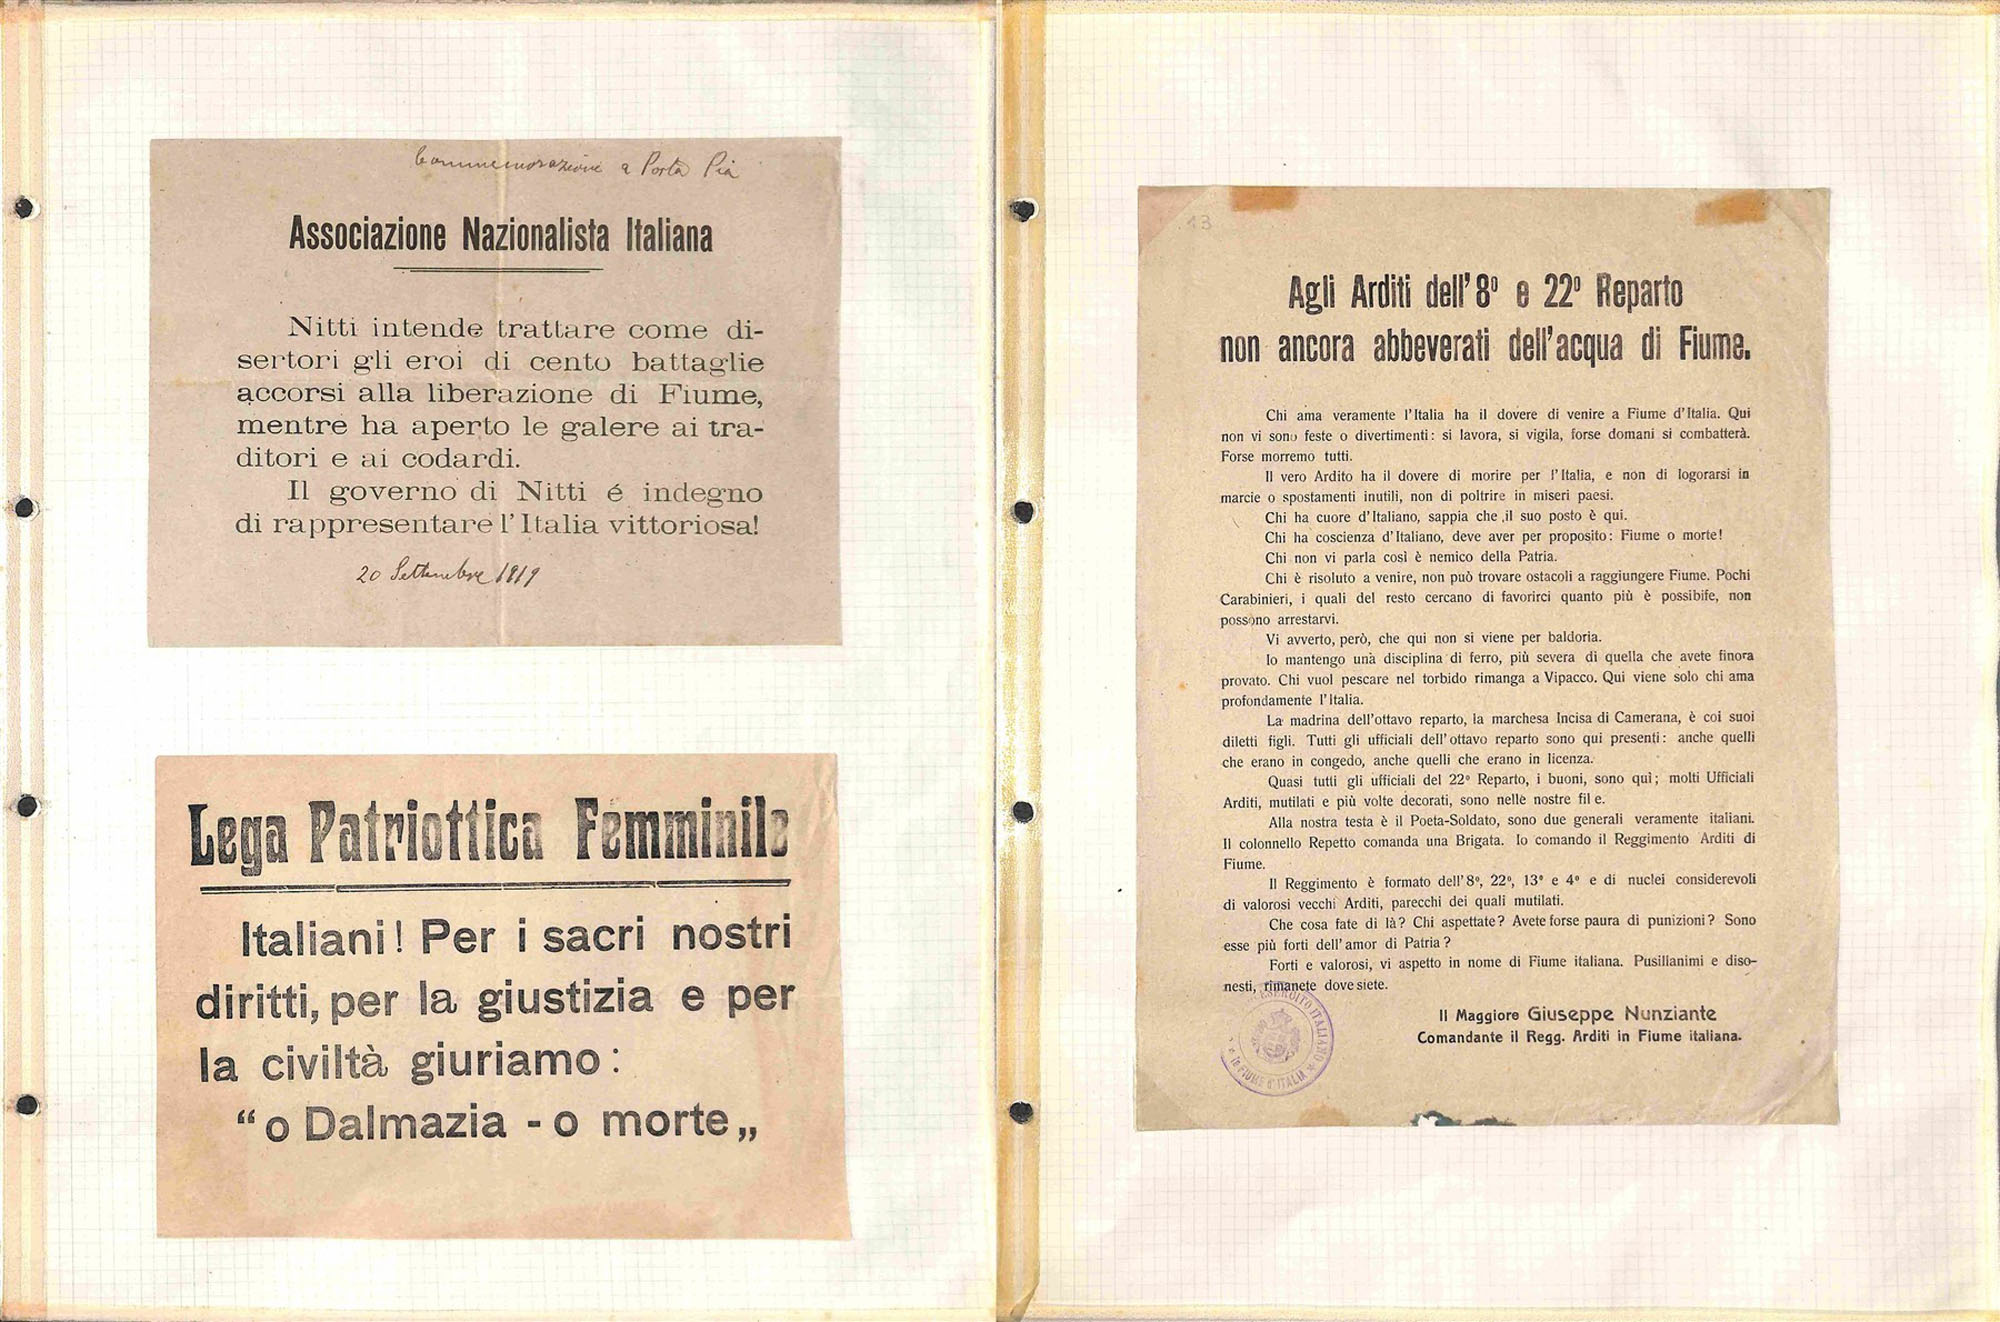 Commemorazione a Porta Pia
Associazione Nazionalista Italiana
Nitti intende trattare come di-
sertori gli eroi di cento battaglie
accorsi alla liberazione di Fiume,
mentre ha aperto le galere ai tra-
ditori e ai codardi.
Il governo di Nitti é indegno
di rappresentare l'Italia vittoriosa!
20 Settembre 1919
Lega Patriottica Femminile
Italiani! Per i sacri nostri
diritti, per la giustizia e per
la civiltà giuriamo:
“o Dalmazia - o morte„
13
Agli Arditi dell'8º e 22º Reparto
non ancora abbeverati dell'acqua di Fiume.
Chi ama veramente l'Italia ha il dovere di venire a Fiume d'Italia. Qui
non vi sono feste o divertimenti: si lavora, si vigila, forse domani si combatterà.
Forse morremo tutti.
Il vero Ardito ha il dovere di morire per l'Italia, e non di logorarsi in
marcie o spostamenti inutili, non di poltrire in miseri paesi.
Chi ha cuore d'Italiano, sappia che ,il suo posto è qui.
Chi ha coscienza d'Italiano, deve aver per proposito: Fiume o morte!
Chi non vi parla così è nemico della Patria.
Chi è risoluto a venire, non può trovare ostacoli a raggiungere Fiume. Pochi
Carabinieri, i quali del resto cercano di favorirci quanto più è possibife, non
possono arrestarvi.
Vi avverto, però, che qui non si viene per baldoria.
Io mantengo una disciplina di ferro, più severa di quella che avete finora
provato. Chi vuol pescare nel torbido rimanga a Vipacco. Qui viene solo chi ama
profondamente l'Italia.
La madrina dell'ottavo reparto, la marchesa Incisa di Camerana, è coi suoi
diletti figli. Tutti gli ufficiali dell'ottavo reparto sono qui presenti: anche quelli
che erano in congedo, anche quelli che erano in licenza.
Quasi tutti gli ufficiali del 22º Reparto, i buoni, sono quì; molti Ufficiali
Arditi, mutilati e più volte decorati, sono nelle nostre fil e.
Alla nostra testa è il Poeta-Soldato, sono due generali veramente italiani.
Il colonnello Repetto comanda una Brigata. Io comando il Reggimento Arditi di
Fiume.
Il Reggimento è formato dell'8º, 22º, 13º e 4º e di nuclei considerevoli
di valorosi vecchi Arditi, parecchi dei quali mutilati.
Che cosa fate di là? Chi aspettate? Avete forse paura di punizioni? Sono
esse più forti dell'amor di Patria?
Forti e valorosi, vi aspetto in nome di Fiume italiana. Pusillanimi e diso-
nesti, rimanete dove siete.
Il Maggiore Giuseppe Nunziante
Comandante il Regg. Arditi in Fiume italiana.
ESERCITO ITALIANO
FIUME d'ITALIA